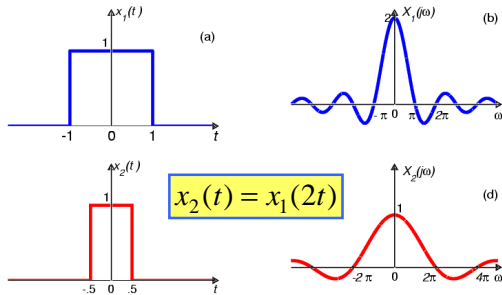 x₁(t)
(a)
1
-1 0 1 t
X₁(jω)
(b)
2
-π 0 π 2π ω
x₂(t)
1
-.5 0 .5 t
x₂(t) = x₁(2t)
X₂(jω)
(d)
1
-2π 0 2π 4π ω